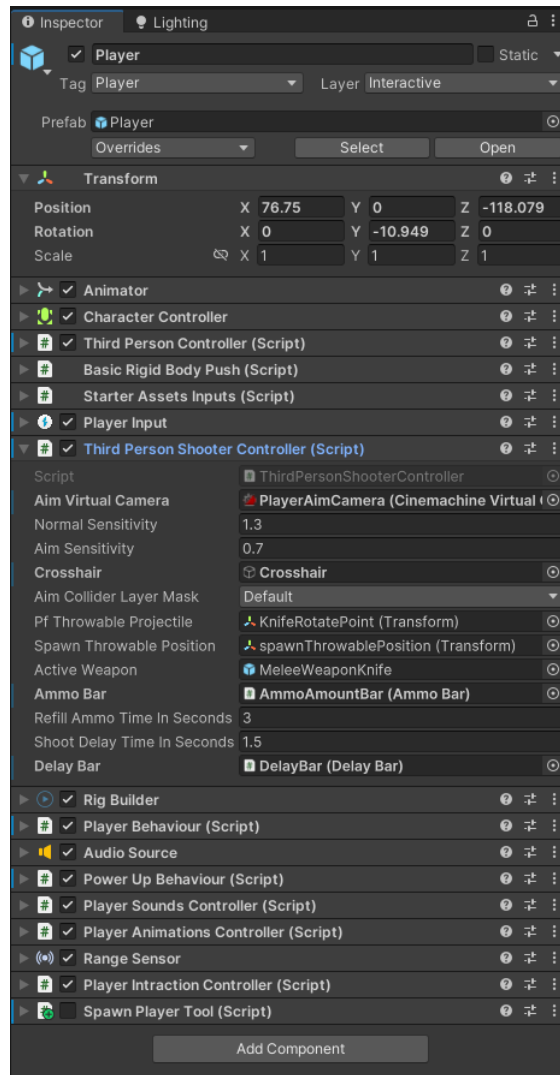 Inspector Lighting
Player Static
Tag Player Layer Interactive
Prefab Player
Overrides Select Open
Transform
Position X 76.75 Y 0 Z -118.079
Rotation X 0 Y -10.949 Z 0
Scale X 1 Y 1 Z 1
Animator
Character Controller
# Third Person Controller (Script)
# Basic Rigid Body Push (Script)
# Starter Assets Inputs (Script)
Player Input
# Third Person Shooter Controller (Script)
Script # ThirdPersonShooterController
Aim Virtual Camera PlayerAimCamera (Cinemachine Virtual
Normal Sensitivity 1.3
Aim Sensitivity 0.7
Crosshair Crosshair
Aim Collider Layer Mask Default
Pf Throwable Projectile KnifeRotatePoint (Transform)
Spawn Throwable Position spawnThrowablePosition (Transform)
Active Weapon MeleeWeaponKnife
Ammo Bar # AmmoAmountBar (Ammo Bar)
Refill Ammo Time In Seconds 3
Shoot Delay Time In Seconds 1.5
Delay Bar # DelayBar (Delay Bar)
Rig Builder
# Player Behaviour (Script)
Audio Source
# Power Up Behaviour (Script)
# Player Sounds Controller (Script)
# Player Animations Controller (Script)
Range Sensor
# Player Intraction Controller (Script)
# Spawn Player Tool (Script)
Add Component